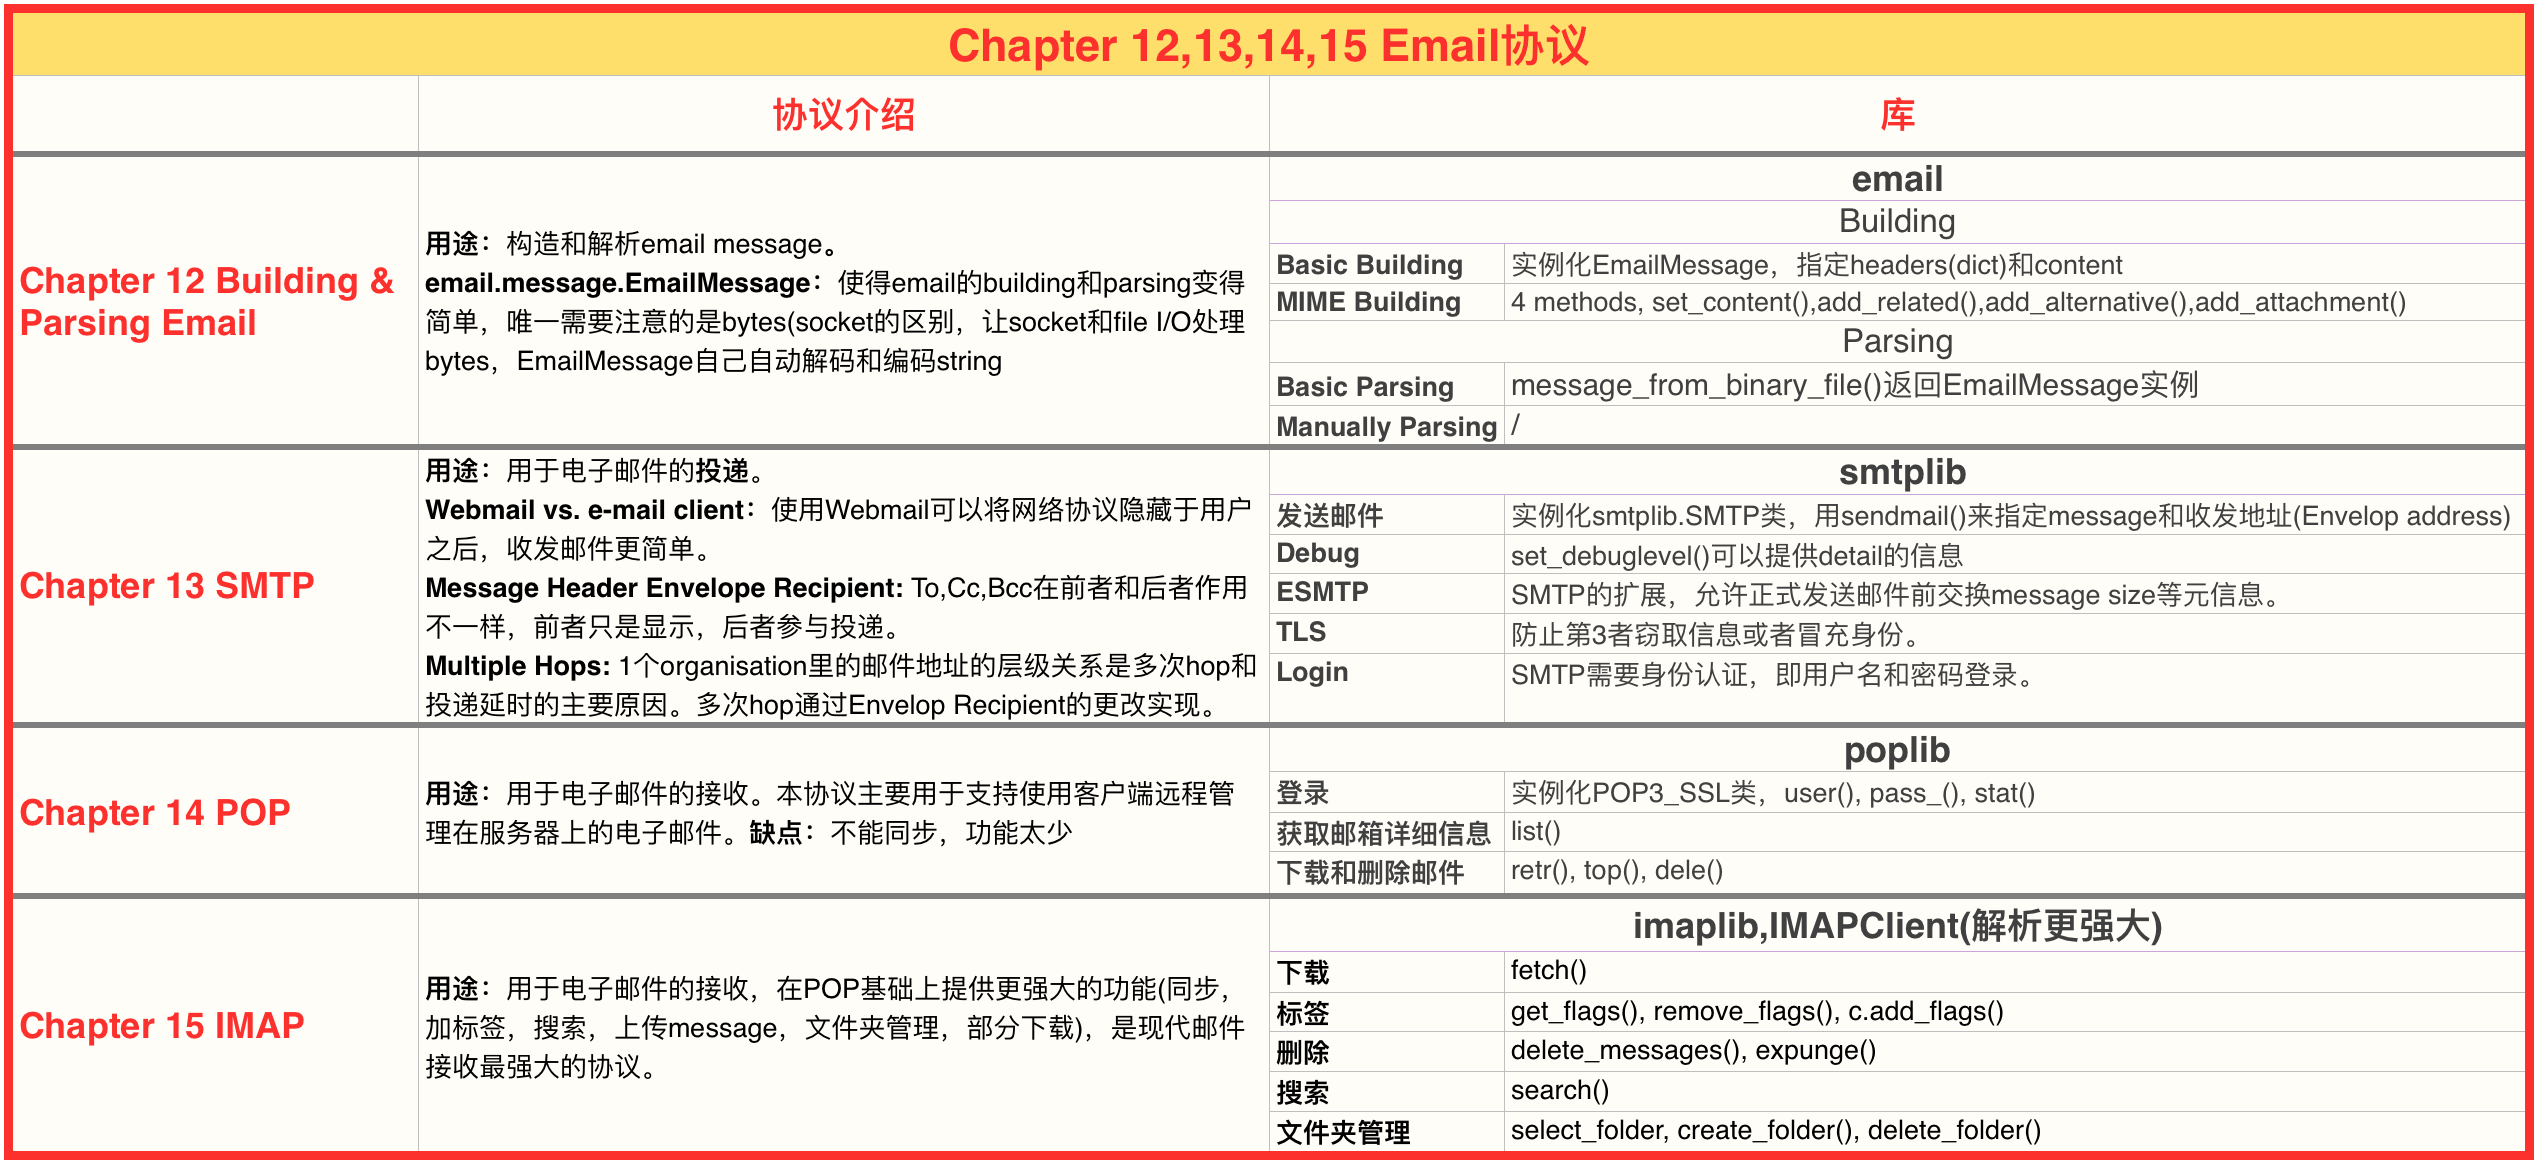 Chapter 12,13,14,15 Email协议
协议介绍
库
Chapter 12 Building &
Parsing Email
用途：构造和解析email message。
email.message.EmailMessage：使得email的building和parsing变得
简单，唯一需要注意的是bytes(socket的区别，让socket和file I/O处理
bytes，EmailMessage自己自动解码和编码string
email
Building
Basic Building 实例化EmailMessage，指定headers(dict)和content
MIME Building 4 methods, set_content(),add_related(),add_alternative(),add_attachment()
Parsing
Basic Parsing message_from_binary_file()返回EmailMessage实例
Manually Parsing /
Chapter 13 SMTP
用途：用于电子邮件的投递。
Webmail vs. e-mail client：使用Webmail可以将网络协议隐藏于用户
之后，收发邮件更简单。
Message Header Envelope Recipient: To,Cc,Bcc在前者和后者作用
不一样，前者只是显示，后者参与投递。
Multiple Hops: 1个organisation里的邮件地址的层级关系是多次hop和
投递延时的主要原因。多次hop通过Envelop Recipient的更改实现。
smtplib
发送邮件 实例化smtplib.SMTP类，用sendmail()来指定message和收发地址(Envelop address)
Debug set_debuglevel()可以提供detail的信息
ESMTP SMTP的扩展，允许正式发送邮件前交换message size等元信息。
TLS 防止第3者窃取信息或者冒充身份。
Login SMTP需要身份认证，即用户名和密码登录。
Chapter 14 POP
用途：用于电子邮件的接收。本协议主要用于支持使用客户端远程管
理在服务器上的电子邮件。缺点：不能同步，功能太少
poplib
登录 实例化POP3_SSL类，user(), pass_(), stat()
获取邮箱详细信息 list()
下载和删除邮件 retr(), top(), dele()
Chapter 15 IMAP
用途：用于电子邮件的接收，在POP基础上提供更强大的功能(同步，
加标签，搜索，上传message，文件夹管理，部分下载)，是现代邮件
接收最强大的协议。
imaplib,IMAPClient(解析更强大)
下载 fetch()
标签 get_flags(), remove_flags(), c.add_flags()
删除 delete_messages(), expunge()
搜索 search()
文件夹管理 select_folder, create_folder(), delete_folder()